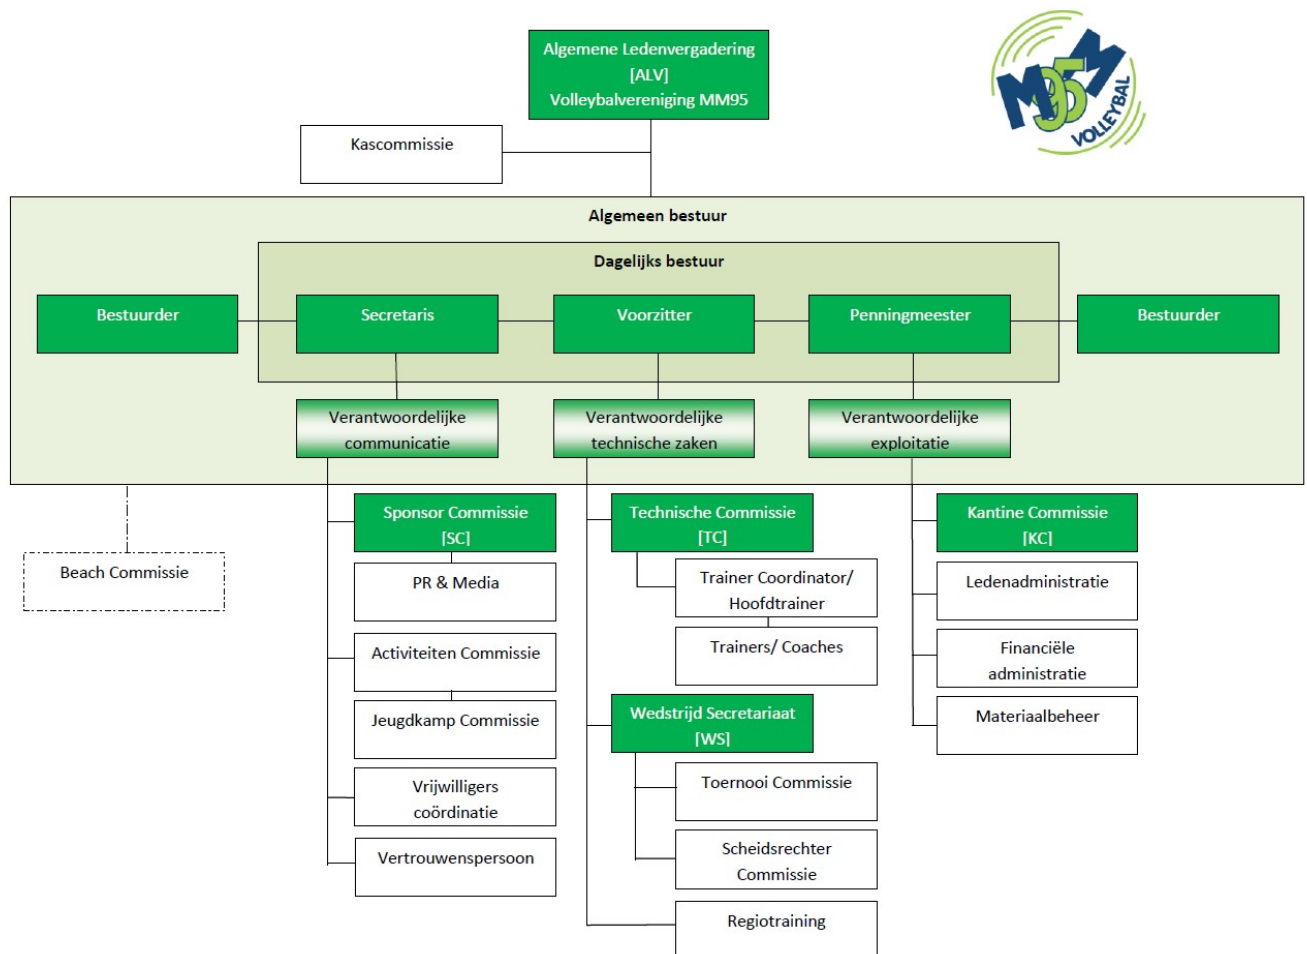 Algemene Ledenvergadering
[ALV]
Volleybalvereniging MM95
M95M
VOLLEYBAL
Kascommissie
Algemeen bestuur
Dagelijks bestuur
Bestuurder
Secretaris
Voorzitter
Penningmeester
Bestuurder
Verantwoordelijke
communicatie
Verantwoordelijke
technische zaken
Verantwoordelijke
exploitatie
Beach Commissie
Sponsor Commissie
[SC]
PR & Media
Activiteiten Commissie
Jeugdkamp Commissie
Vrijwilligers
coördinatie
Vertrouwenspersoon
Technische Commissie
[TC]
Trainer Coordinator/
Hoofdtrainer
Trainers/ Coaches
Wedstrijd Secretariaat
[WS]
Toernooi Commissie
Scheidsrechter
Commissie
Regiotraining
Kantine Commissie
[KC]
Ledenadministratie
Financiële
administratie
Materiaalbeheer